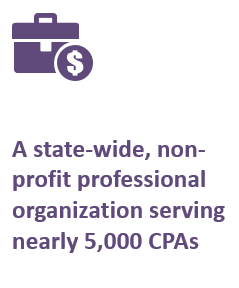 $
A state-wide, non-
profit professional
organization serving
nearly 5,000 CPAs